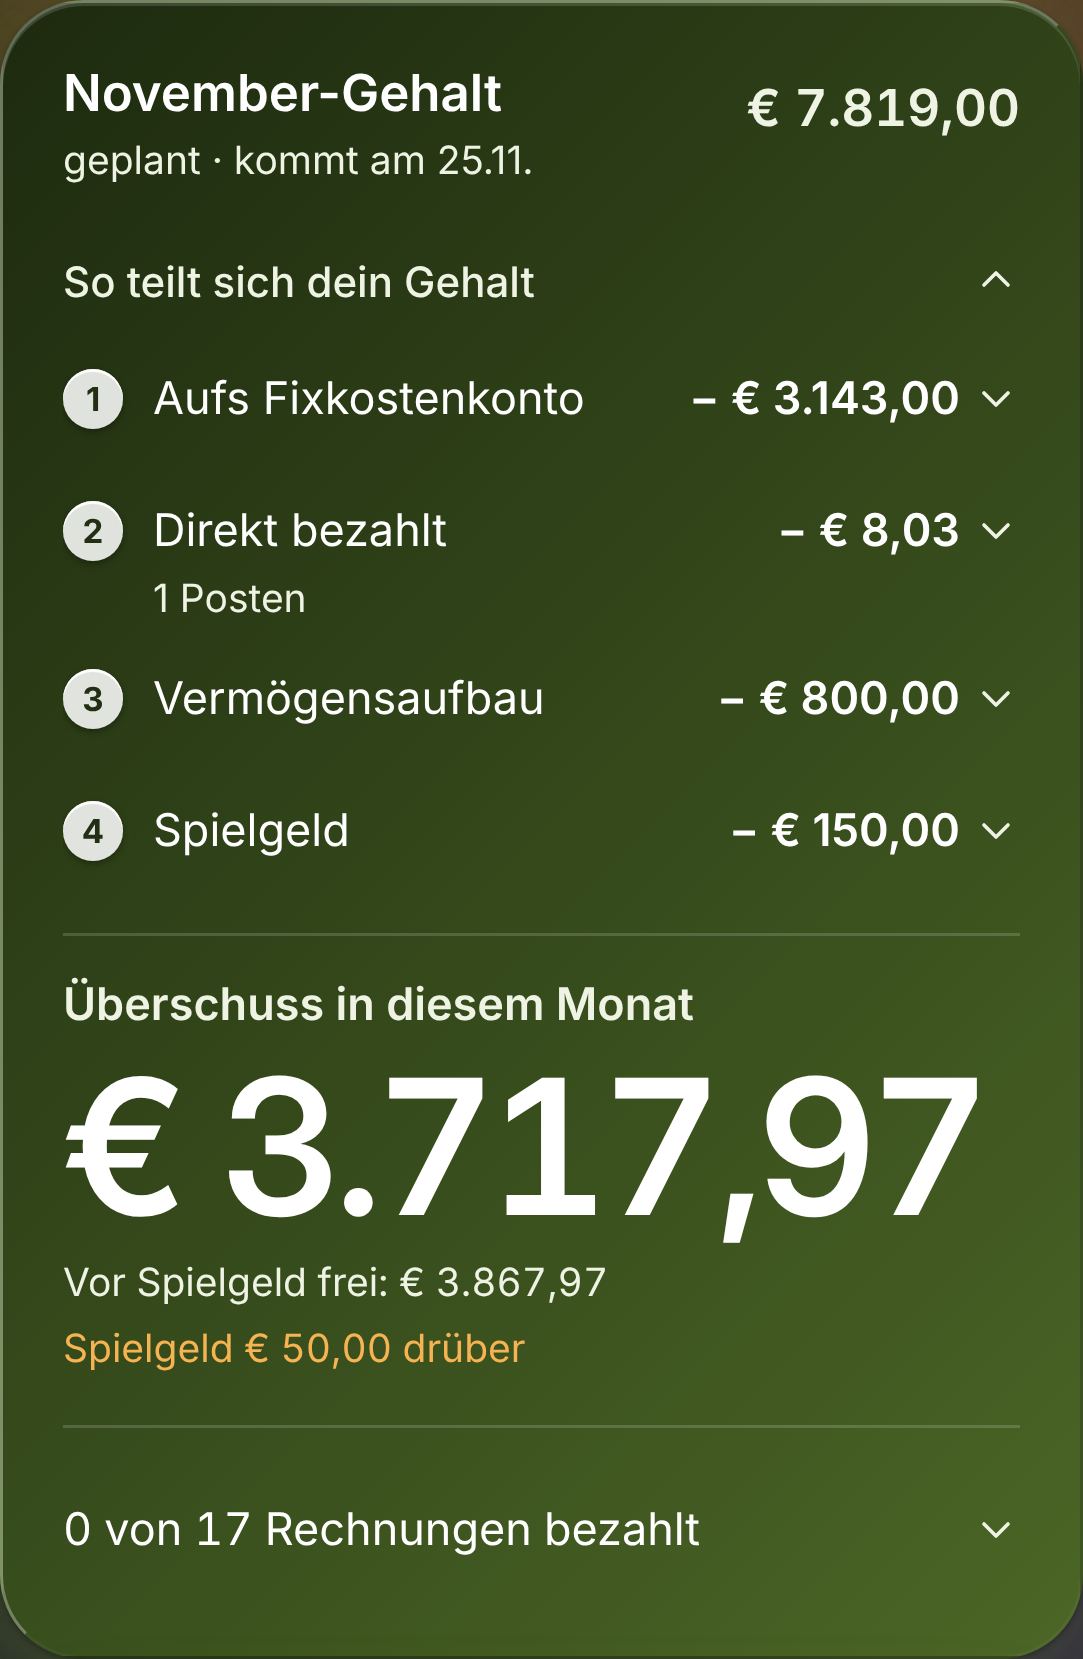 November-Gehalt
€ 7.819,00
geplant · kommt am 25.11.
So teilt sich dein Gehalt
1 Aufs Fixkostenkonto – € 3.143,00
2 Direkt bezahlt – € 8,03
1 Posten
3 Vermögensaufbau – € 800,00
4 Spielgeld – € 150,00
Überschuss in diesem Monat
€ 3.717,97
Vor Spielgeld frei: € 3.867,97
Spielgeld € 50,00 drüber
0 von 17 Rechnungen bezahlt